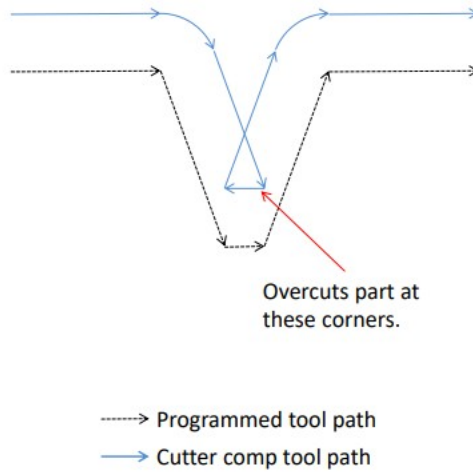 Overcuts part at
these corners.
Programmed tool path
Cutter comp tool path